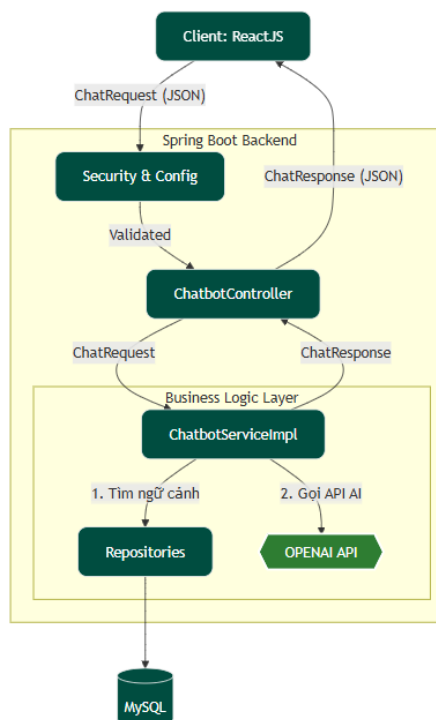 Client: ReactJS
ChatRequest (JSON)
Spring Boot Backend
Security & Config
ChatResponse (JSON)
Validated
ChatbotController
ChatRequest
ChatResponse
Business Logic Layer
ChatbotServiceImpl
1. Tìm ngữ cảnh
2. Gọi API AI
Repositories
OPENAI API
MySQL